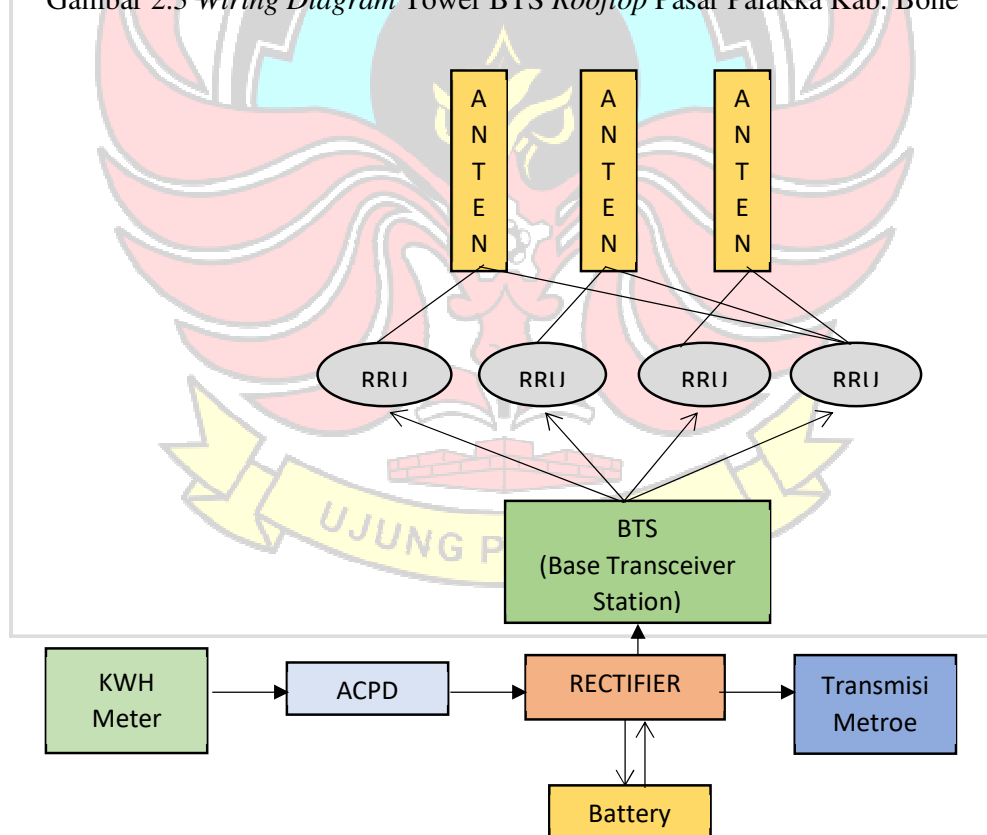 Gambar 2.3 Wiring Diagram Tower BTS Rooftop Pasar Palakka Kab. Bone
A
N
T
E
N
A
N
T
E
N
A
N
T
E
N
RRU
RRU
RRU
RRU
UJUNG P
BTS
(Base Transceiver
Station)
KWH
Meter
ACPD
RECTIFIER
Transmisi
Metroe
Battery